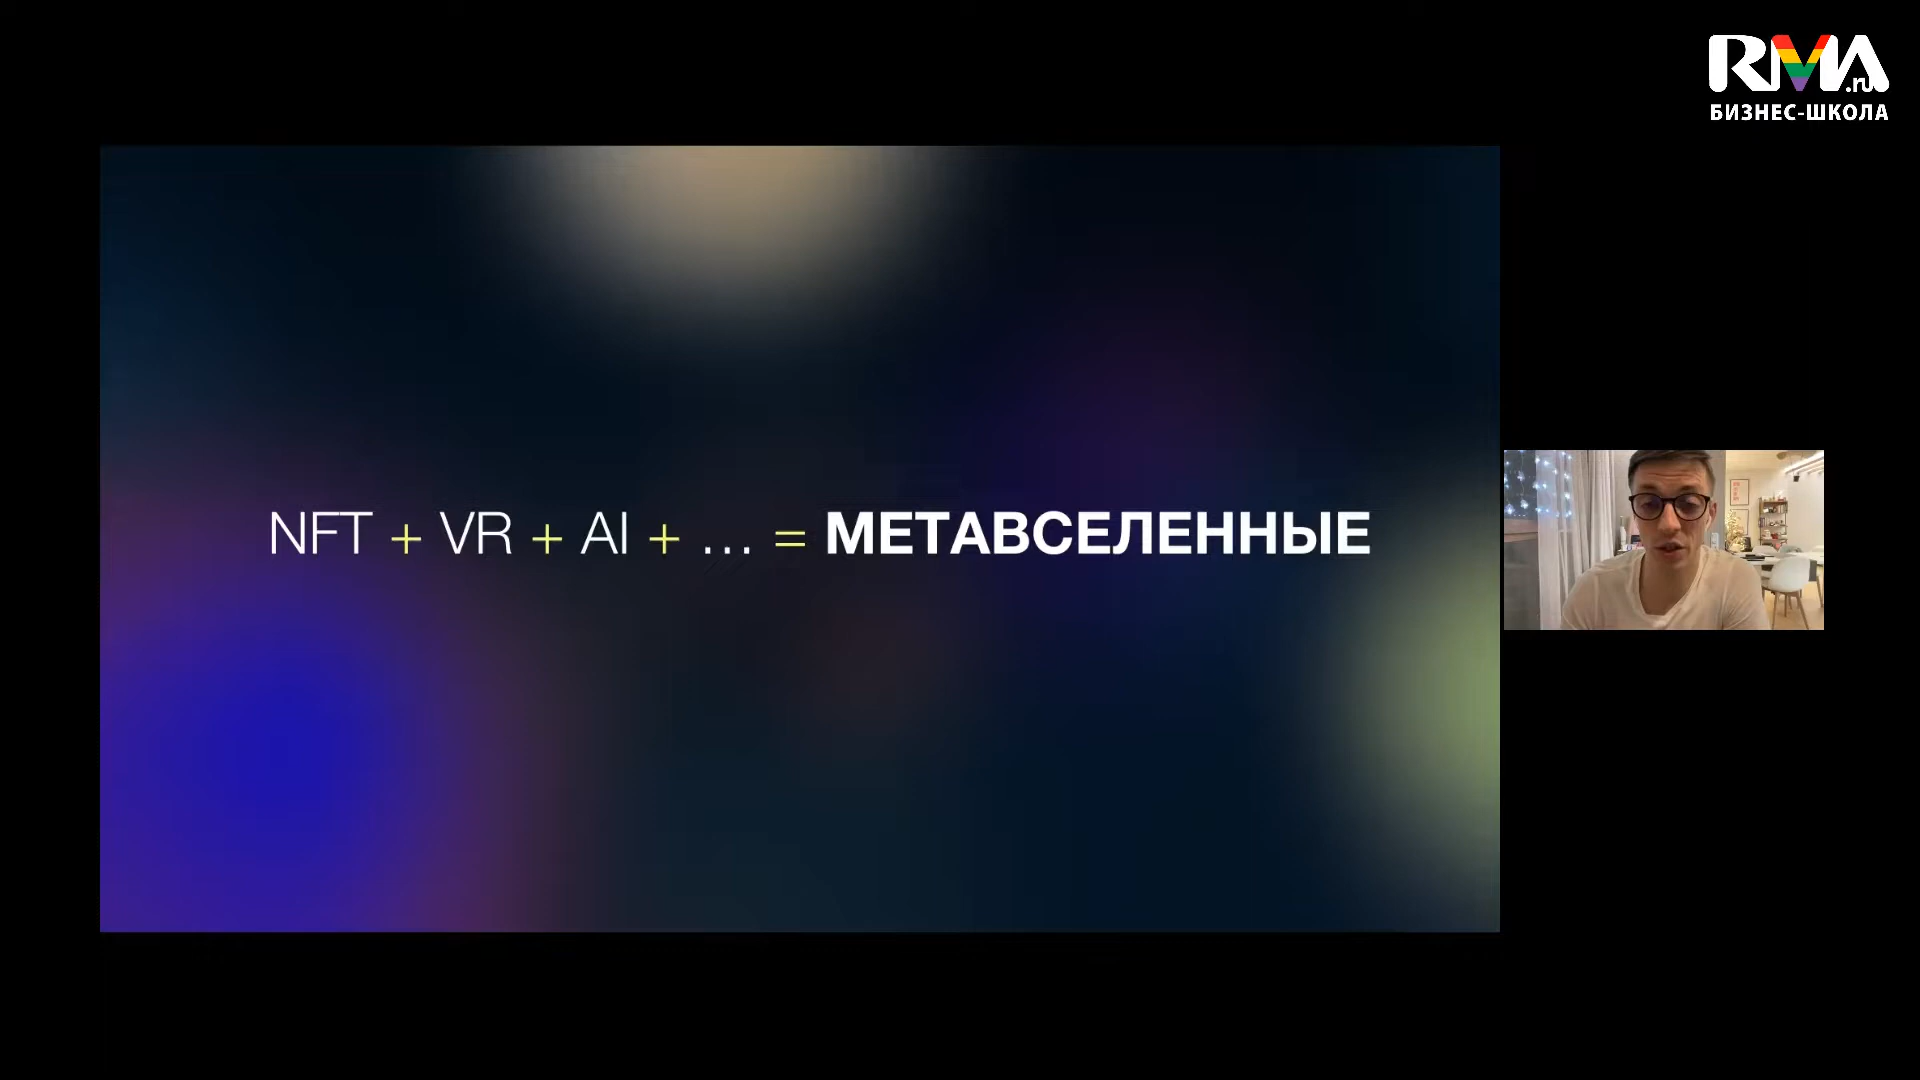 RMA.ru
БИЗНЕС-ШКОЛА
NFT + VR + AI + ... = МЕТАВСЕЛЕННЫЕ